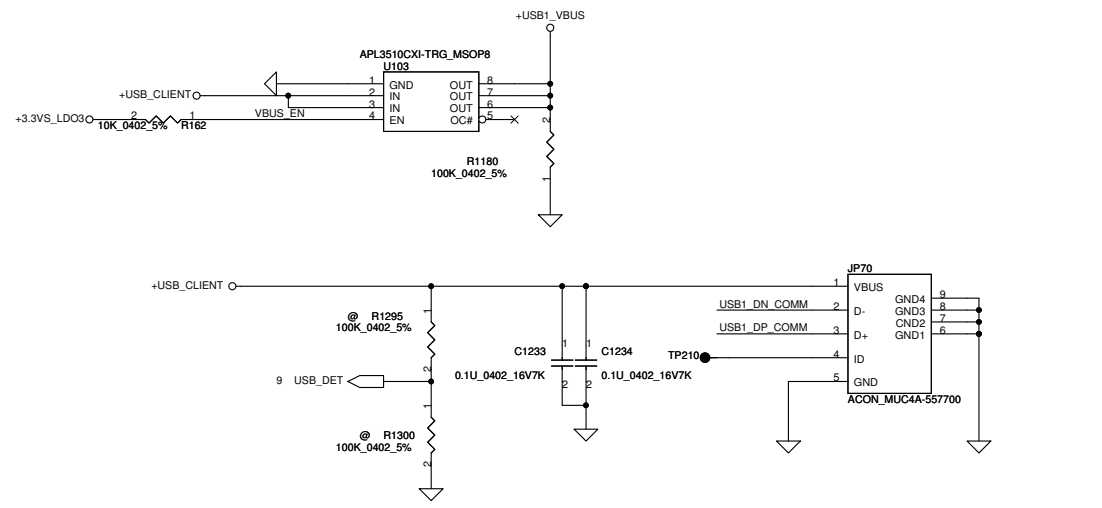 +USB1_VBUS
APL3510CXI-TRG_MSOP8
U103
1 GND OUT 8
+USB_CLIENT 2 IN OUT 7
3 IN OUT 6
+3.3VS_LDO3 2 1 VBUS_EN 4 EN OC# 5
10K_0402_5% R162
2
R1180
100K_0402_5%
1
JP70
+USB_CLIENT 1 VBUS
GND4 9
USB1_DN_COMM 2 D- GND3 8
@ R1295 1
100K_0402_5%
CND2 7
USB1_DP_COMM 3 D+ GND1 6
C1233 1 1 C1234
TP210 4 ID
2
0.1U_0402_16V7K 2 2 0.1U_0402_16V7K
9 USB_DET
5 GND
ACON_MUC4A-557700
1
@ R1300
100K_0402_5%
2